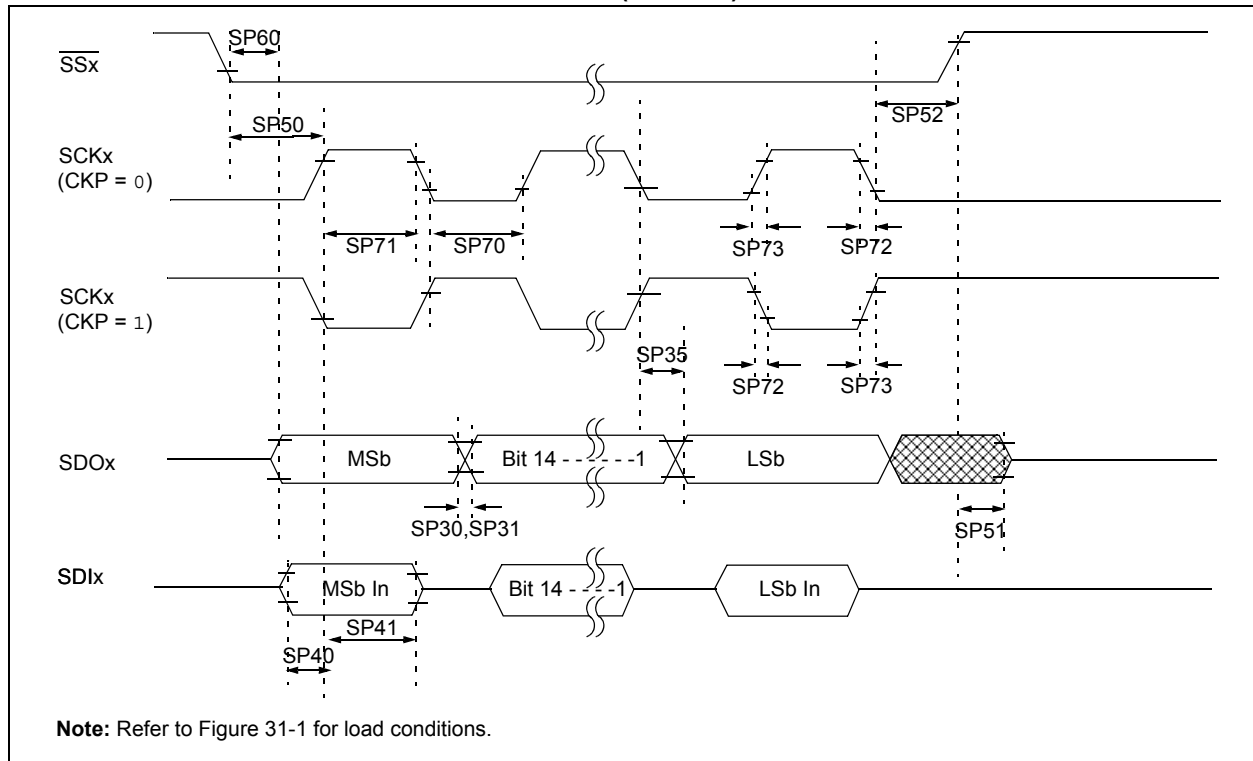 SP60
SSx
SP50
SP52
SCKx
(CKP = 0)
SP71
SP70
SP73
SP72
SCKx
(CKP = 1)
SP35
SP72
SP73
SDOx
MSb
Bit 14 - - - - - -1
LSb
SP30,SP31
SP51
SDIx
MSb In
Bit 14 - - - -1
LSb In
SP41
SP40
Note: Refer to Figure 31-1 for load conditions.